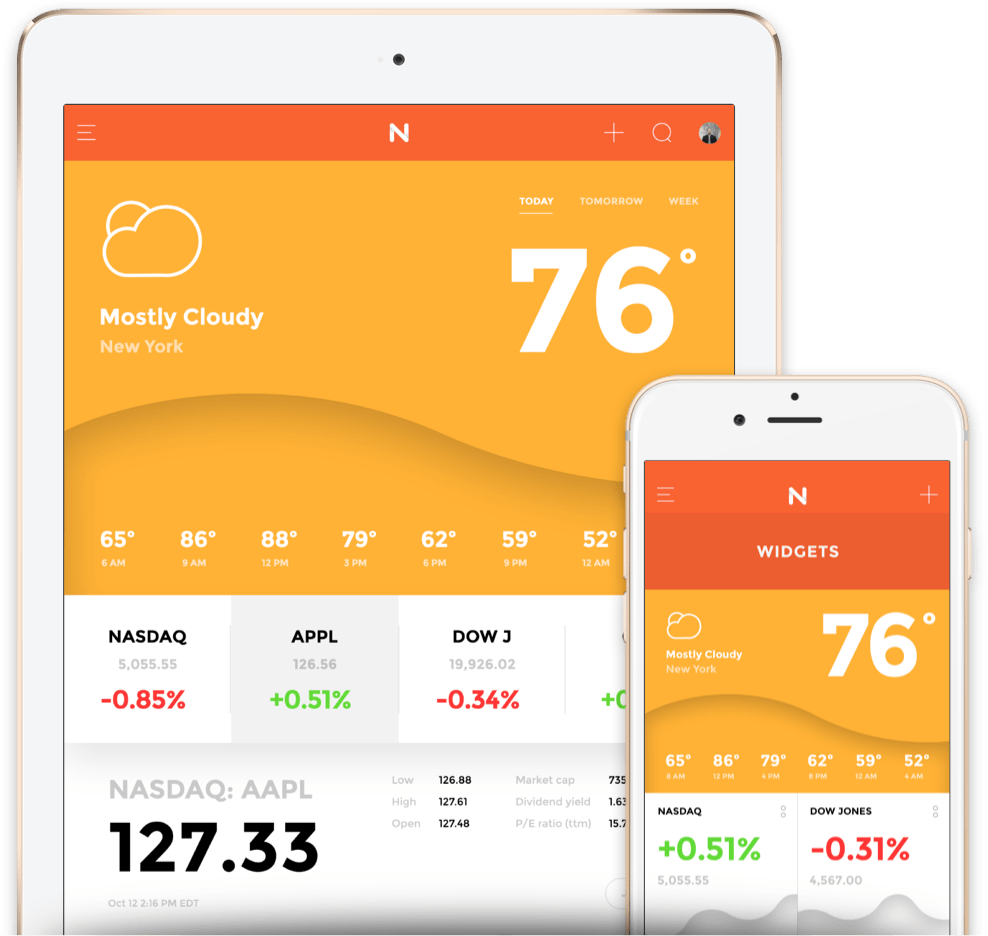 N
TODAY TOMORROW WEEK
76°
Mostly Cloudy
New York
65° 86° 88° 79° 62° 59° 52°
6 AM 9 AM 12 PM 3 PM 6 PM 9 PM 12 AM
NASDAQ APPL DOW J
5,055.55 126.56 19,926.02
-0.85% +0.51% -0.34% +0
NASDAQ: AAPL
127.33
Oct 12 2:16 PM EDT
Low 126.88 Market cap 735
High 127.61 Dividend yield 1.63
Open 127.48 P/E ratio (ttm) 15.7
N
WIDGETS
76°
Mostly Cloudy
New York
65° 86° 79° 62° 59° 52°
12 PM 4 PM 8 PM 12 AM 4 AM
NASDAQ DOW JONES
+0.51% -0.31%
5,055.55 4,567.00